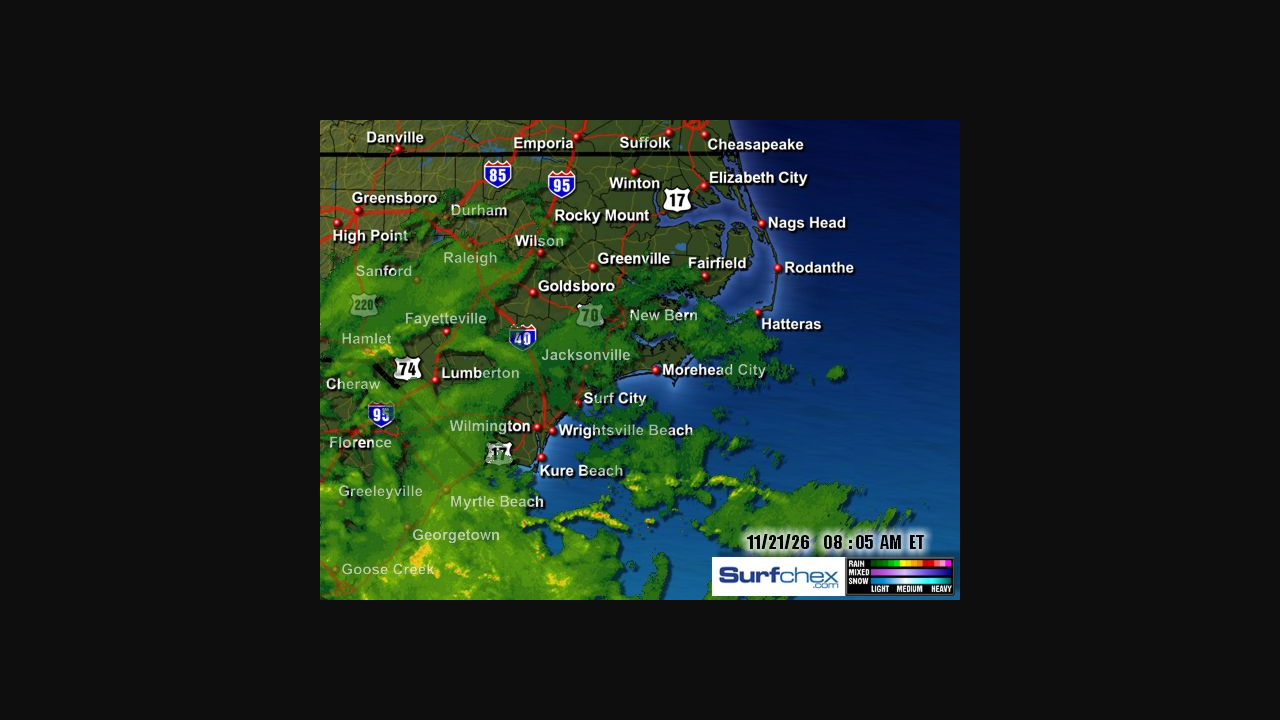 Danville
Emporia
Suffolk
Cheasapeake
85
95
Winton
Elizabeth City
17
Greensboro
Durham
Rocky Mount
Nags Head
High Point
Wilson
Raleigh
Greenville
Fairfield
Rodanthe
Sanford
Goldsboro
220
Fayetteville
70
New Bern
Hatteras
Hamlet
40
Jacksonville
74
Lumberton
Morehead City
Cheraw
Surf City
95
Wilmington
Wrightsville Beach
Florence
17
Kure Beach
Greeleyville
Myrtle Beach
Georgetown
11/21/26 08:05 AM ET
Goose Creek
Surfchex
.com
RAIN
MIXED
SNOW
LIGHT MEDIUM HEAVY